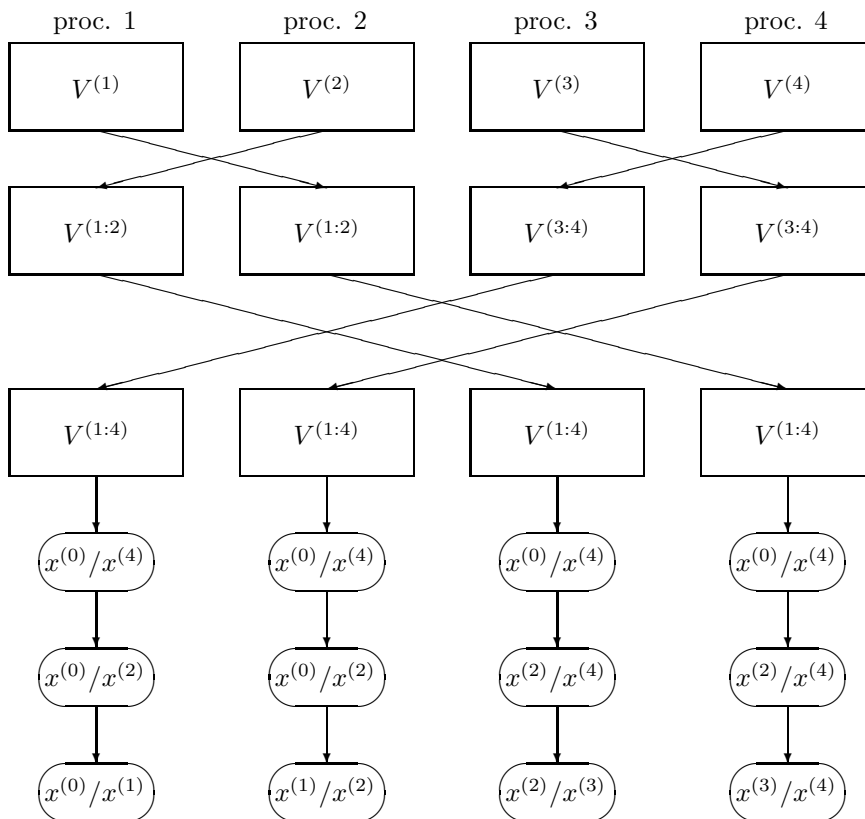 proc. 1 proc. 2 proc. 3 proc. 4
V^{(1)} V^{(2)} V^{(3)} V^{(4)}
V^{(1:2)} V^{(1:2)} V^{(3:4)} V^{(3:4)}
V^{(1:4)} V^{(1:4)} V^{(1:4)} V^{(1:4)}
x^{(0)}/x^{(4)} x^{(0)}/x^{(4)} x^{(0)}/x^{(4)} x^{(0)}/x^{(4)}
x^{(0)}/x^{(2)} x^{(0)}/x^{(2)} x^{(2)}/x^{(4)} x^{(2)}/x^{(4)}
x^{(0)}/x^{(1)} x^{(1)}/x^{(2)} x^{(2)}/x^{(3)} x^{(3)}/x^{(4)}